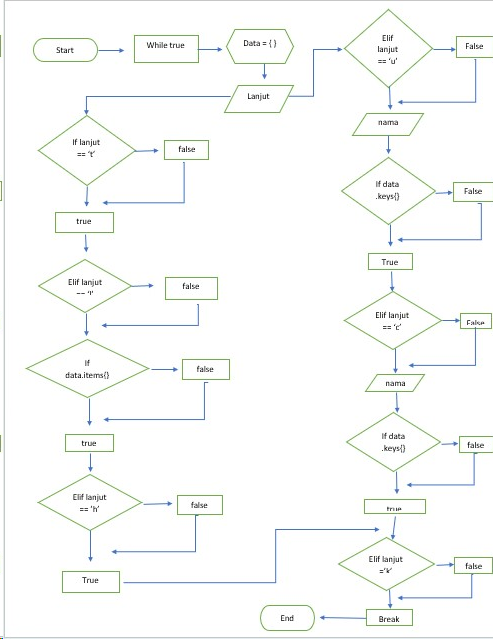 Start
While true
Data = { }
Lanjut
If lanjut
== 't'
false
true
Elif lanjut
false
If
data.items{}
false
true
Elif lanjut
== 'h'
false
True
Elif
lanjut
== 'u'
False
nama
If data
.keys{}
False
True
Elif lanjut
== 'c'
False
nama
If data
.keys{}
false
true
Elif lanjut
='k'
false
Break
End